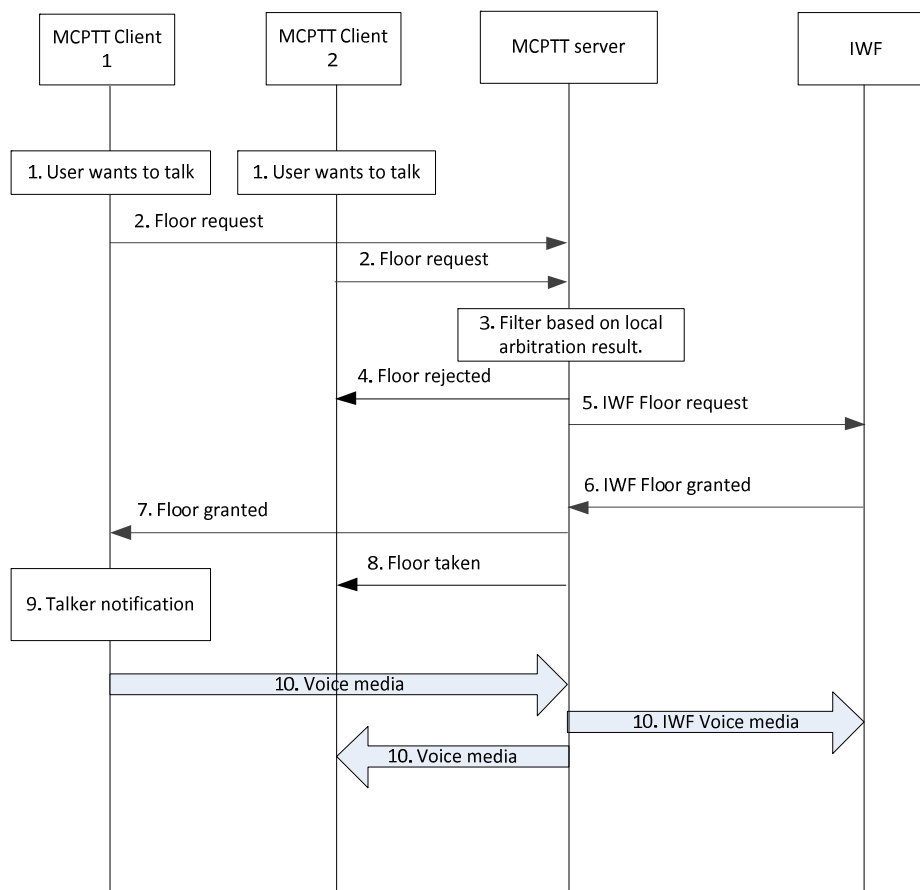 MCPTT Client
1
MCPTT Client
2
MCPTT server
IWF
1. User wants to talk
1. User wants to talk
2. Floor request
2. Floor request
3. Filter based on local
arbitration result.
4. Floor rejected
5. IWF Floor request
6. IWF Floor granted
7. Floor granted
8. Floor taken
9. Talker notification
10. Voice media
10. IWF Voice media
10. Voice media